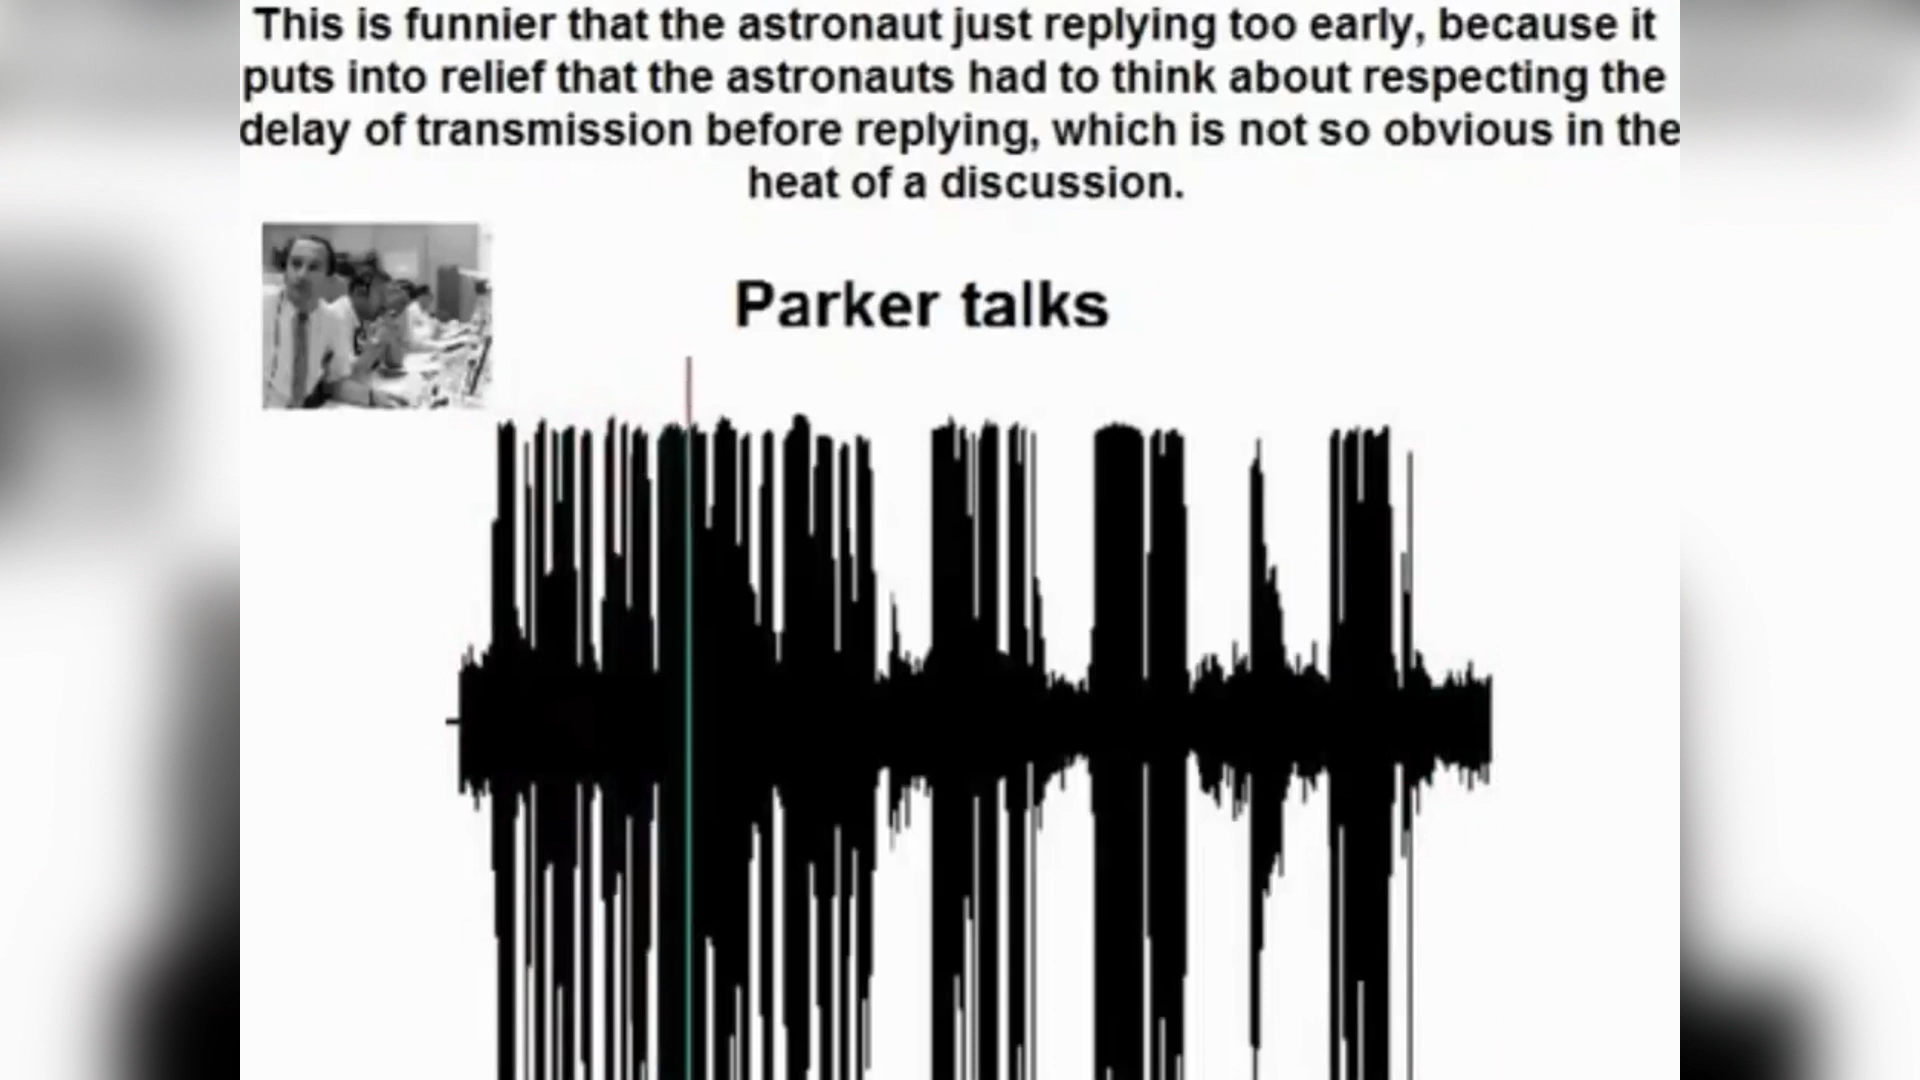 This is funnier that the astronaut just replying too early, because it
puts into relief that the astronauts had to think about respecting the
delay of transmission before replying, which is not so obvious in the
heat of a discussion.
Parker talks